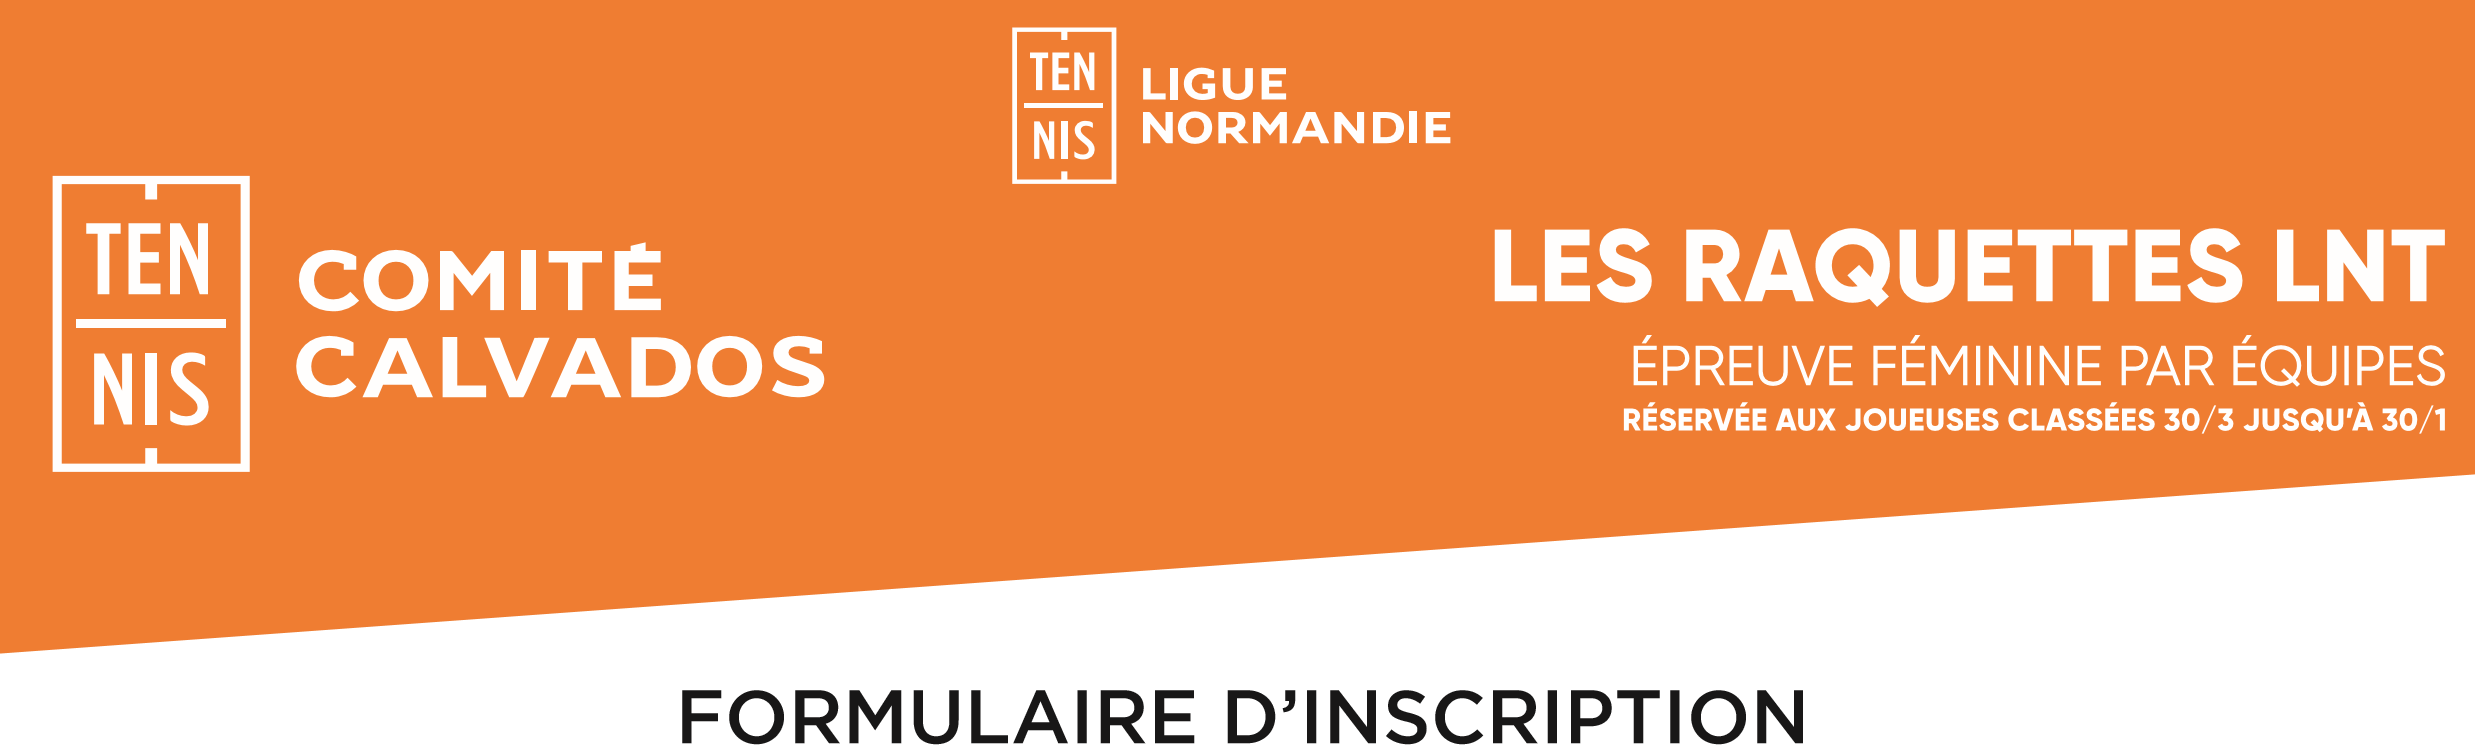 TEN
NIS
LIGUE
NORMANDIE
TEN
NIS
COMITÉ
CALVADOS
LES RAQUETTES LNT
ÉPREUVE FÉMININE PAR ÉQUIPES
RÉSERVÉE AUX JOUEUSES CLASSÉES 30/3 JUSQU'À 30/1
FORMULAIRE D'INSCRIPTION